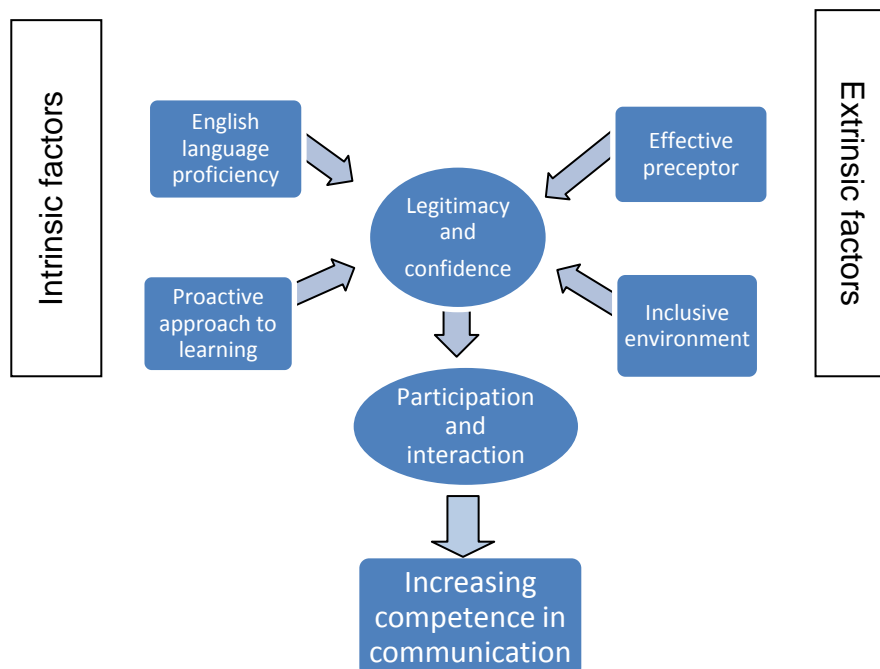 Intrinsic factors
English
language
proficiency
Proactive
approach to
learning
Legitimacy
and
confidence
Effective
preceptor
Inclusive
environment
Extrinsic factors
Participation
and
interaction
Increasing
competence in
communication